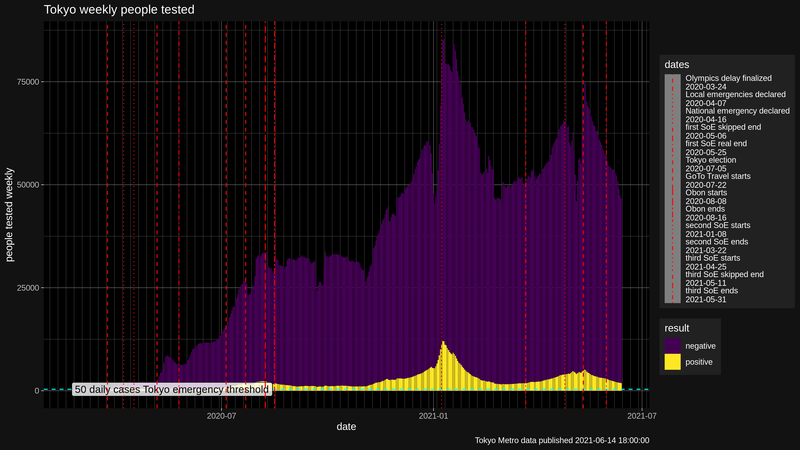 Tokyo weekly people tested
people tested weekly
75000
50000
25000
0
50 daily cases Tokyo emergency threshold
2020-07
2021-01
2021-07
date
Tokyo Metro data published 2021-06-14 18:00:00
dates
Olympics delay finalized
2020-03-24
Local emergencies declared
2020-04-07
National emergency declared
2020-04-16
first SoE skipped end
2020-05-06
first SoE real end
2020-05-25
Tokyo election
2020-07-05
GoTo Travel starts
2020-07-22
Obon starts
2020-08-08
Obon ends
2020-08-16
second SoE starts
2021-01-08
second SoE ends
2021-03-22
third SoE starts
2021-04-25
third SoE skipped end
2021-05-11
third SoE ends
2021-05-31
result
negative
positive